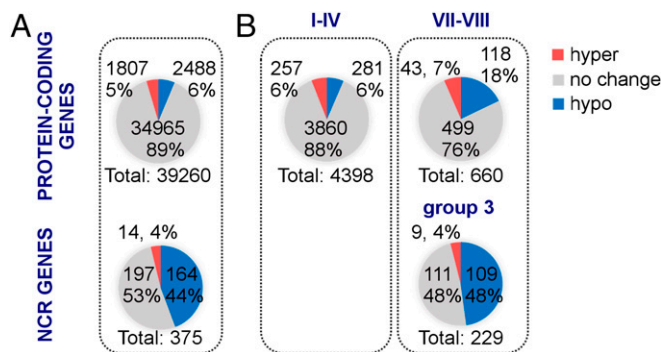 A
B
I-IV
VII-VIII
PROTEIN-CODING
GENES
1807
5%
2488
6%
34965
89%
Total: 39260
257
6%
281
6%
3860
88%
Total: 4398
43, 7%
118
18%
499
76%
Total: 660
hyper
no change
hypo
NCR GENES
14, 4%
197
53%
164
44%
Total: 375
group 3
9, 4%
111
48%
109
48%
Total: 229